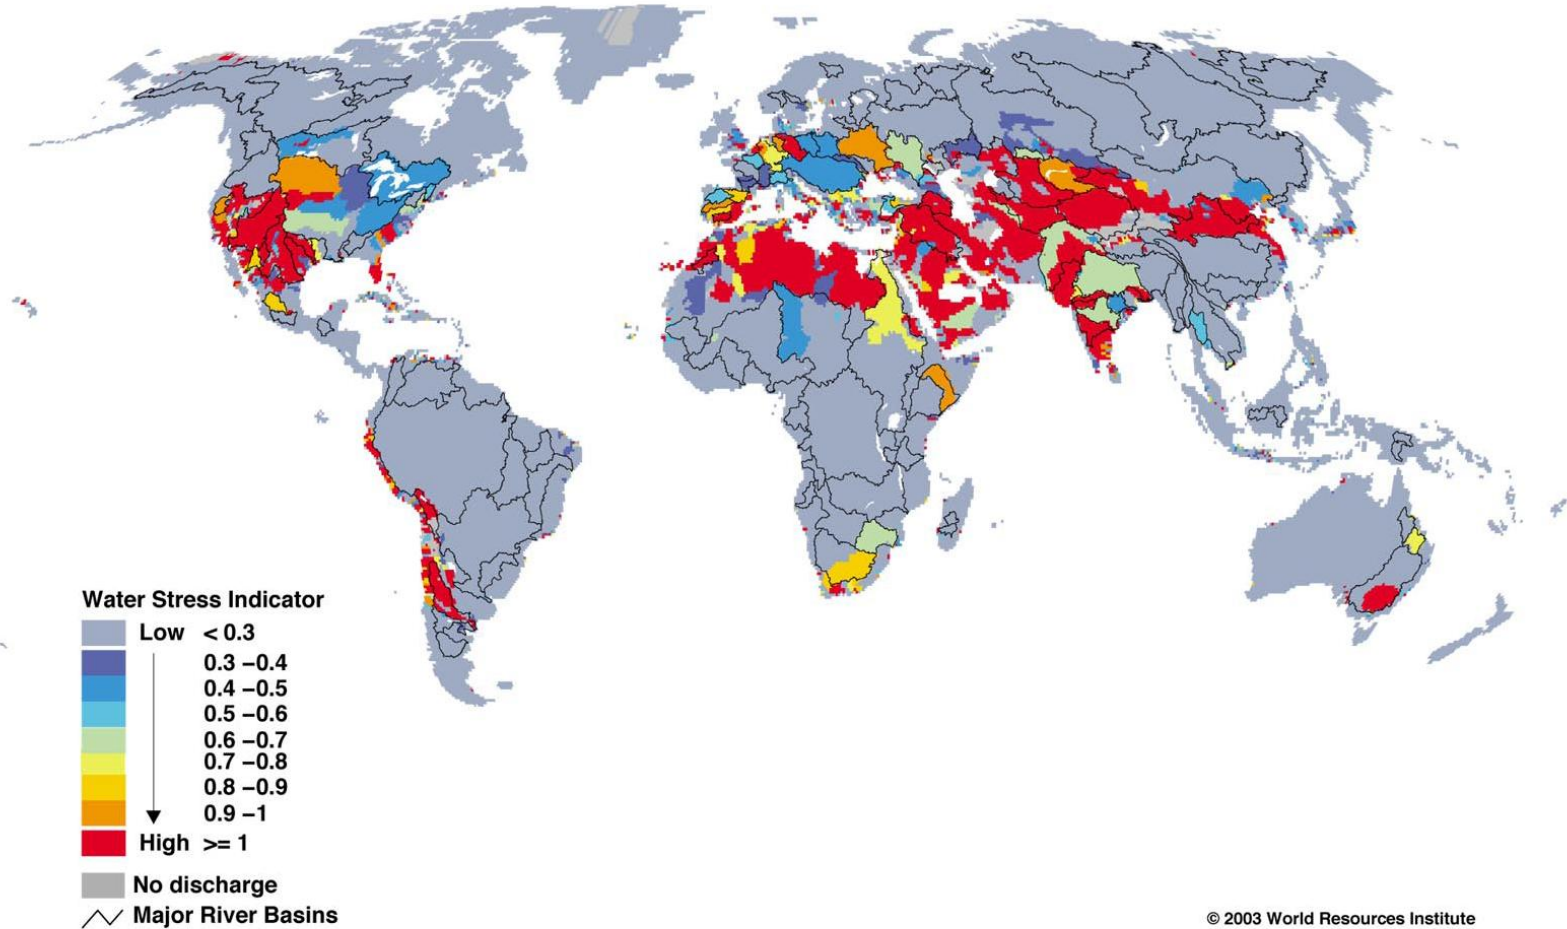 Water Stress Indicator
Low < 0.3
0.3 –0.4
0.4 –0.5
0.5 –0.6
0.6 –0.7
0.7 –0.8
0.8 –0.9
0.9 –1
High >= 1
No discharge
Major River Basins
© 2003 World Resources Institute